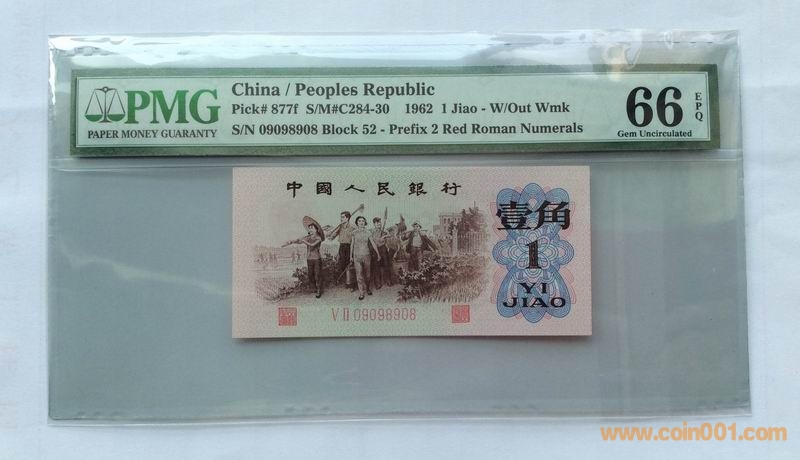 PMG
PAPER MONEY GUARANTY
China / Peoples Republic
Pick# 877f S/M#C284-30 1962 1 Jiao - W/Out Wmk
S/N 09098908 Block 52 - Prefix 2 Red Roman Numerals
66 EPQ
Gem Uncirculated
中國人民銀行
壹角
1
YI
JIAO
V II 09098908
www.coin001.com